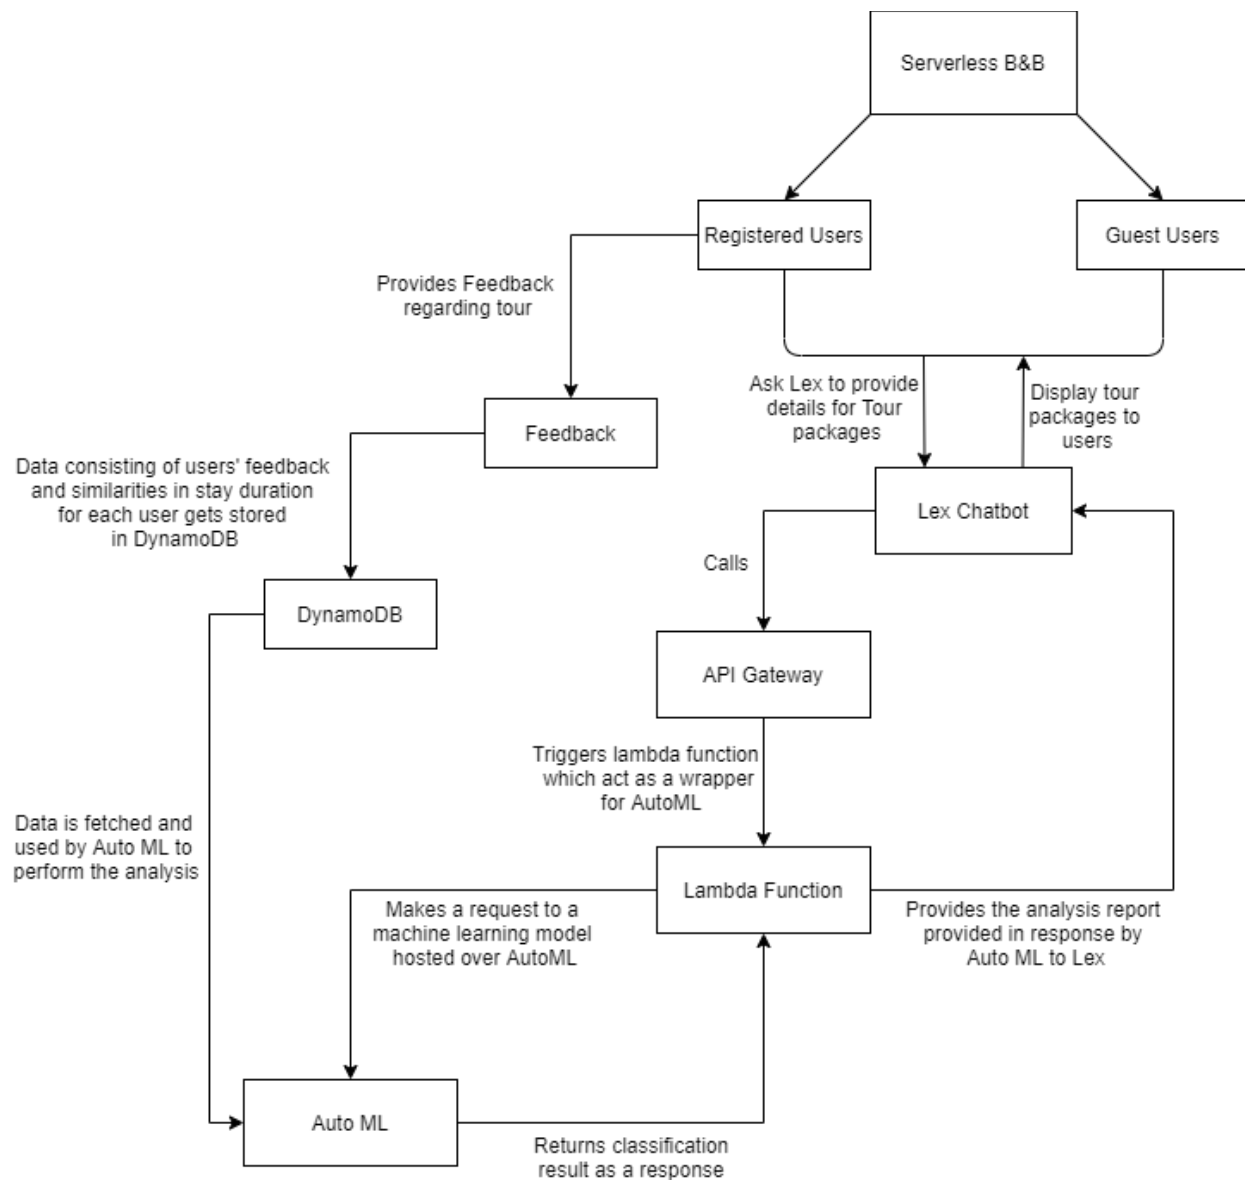 Serverless B&B
Registered Users
Guest Users
Provides Feedback
regarding tour
Ask Lex to provide
details for Tour
packages
Display tour
packages to
users
Feedback
Data consisting of users' feedback
and similarities in stay duration
for each user gets stored
in DynamoDB
Lex Chatbot
Calls
DynamoDB
API Gateway
Triggers lambda function
which act as a wrapper
for AutoML
Data is fetched and
used by Auto ML to
perform the analysis
Lambda Function
Makes a request to a
machine learning model
hosted over AutoML
Provides the analysis report
provided in response by
Auto ML to Lex
Auto ML
Returns classification
result as a response